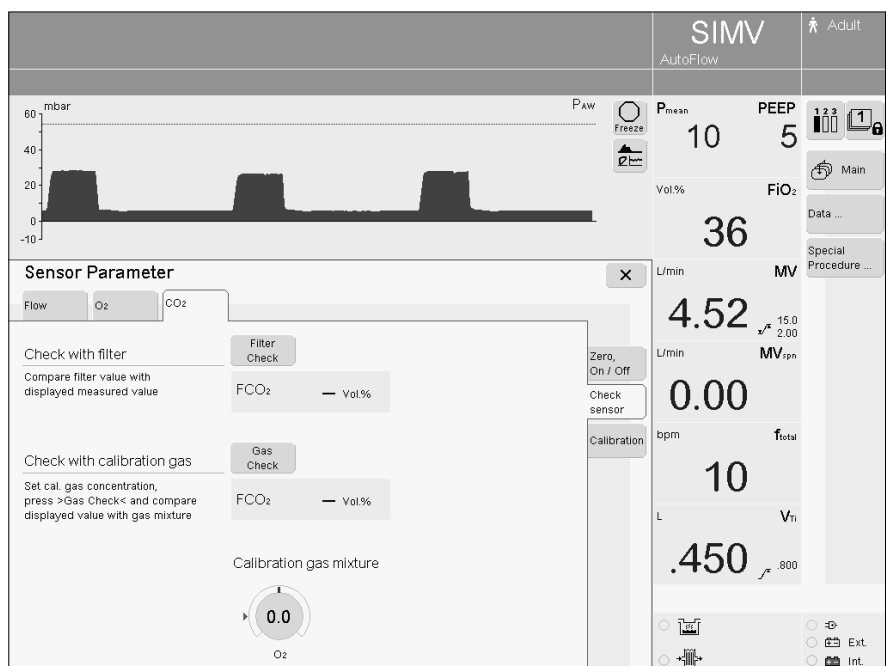 SIMV
AutoFlow
Adult
mbar
PAW
60
40
20
0
-10
Freeze
Pmean PEEP
10 5
1 2 3
1
Main
Vol.% FiO2
36
Data ...
Special
Procedure ...
Sensor Parameter
Flow
O2
CO2
L/min MV
4.52
15.0
2.00
Check with filter
Filter
Check
Compare filter value with
displayed measured value
FCO2 – Vol.%
Zero,
On / Off
Check
sensor
Calibration
L/min MVspn
0.00
Check with calibration gas
Gas
Check
Set cal. gas concentration,
press >Gas Check< and compare
displayed value with gas mixture
FCO2 – Vol.%
bpm ftotal
10
L VTi
.450
.800
Calibration gas mixture
0.0
O2
Ext.
Int.